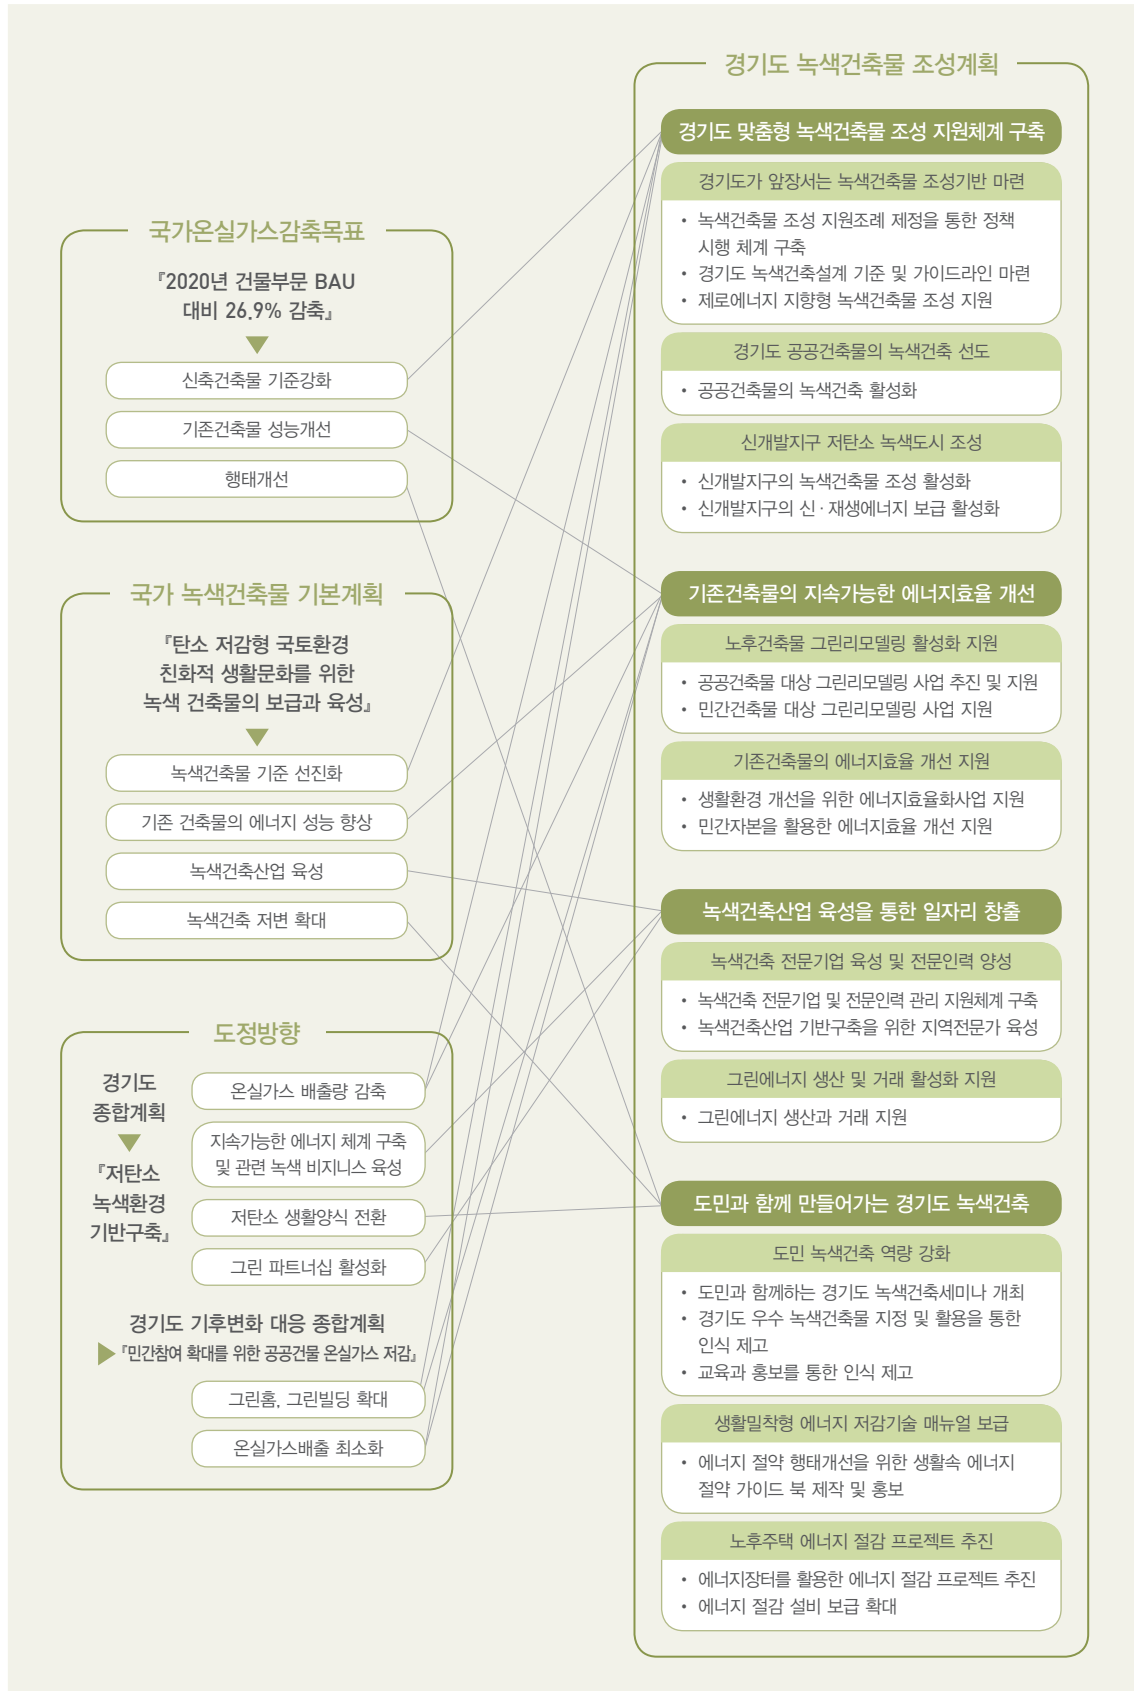 국가온실가스감축목표
『2020년 건물부문 BAU
대비 26.9% 감축』
신축건축물 기준강화
기존건축물 성능개선
행태개선
국가 녹색건축물 기본계획
『탄소 저감형 국토환경
친화적 생활문화를 위한
녹색 건축물의 보급과 육성』
녹색건축물 기준 선진화
기존 건축물의 에너지 성능 향상
녹색건축산업 육성
녹색건축 저변 확대
도정방향
경기도
종합계획
『저탄소
녹색환경
기반구축』
온실가스 배출량 감축
지속가능한 에너지 체계 구축
및 관련 녹색 비지니스 육성
저탄소 생활양식 전환
그린 파트너십 활성화
경기도 기후변화 대응 종합계획
『민간참여 확대를 위한 공공건물 온실가스 저감』
그린홈, 그린빌딩 확대
온실가스배출 최소화
경기도 녹색건축물 조성계획
경기도 맞춤형 녹색건축물 조성 지원체계 구축
경기도가 앞장서는 녹색건축물 조성기반 마련
• 녹색건축물 조성 지원조례 제정을 통한 정책
시행 체계 구축
• 경기도 녹색건축설계 기준 및 가이드라인 마련
• 제로에너지 지향형 녹색건축물 조성 지원
경기도 공공건축물의 녹색건축 선도
• 공공건축물의 녹색건축 활성화
신개발지구 저탄소 녹색도시 조성
• 신개발지구의 녹색건축물 조성 활성화
• 신개발지구의 신·재생에너지 보급 활성화
기존건축물의 지속가능한 에너지효율 개선
노후건축물 그린리모델링 활성화 지원
• 공공건축물 대상 그린리모델링 사업 추진 및 지원
• 민간건축물 대상 그린리모델링 사업 지원
기존건축물의 에너지효율 개선 지원
• 생활환경 개선을 위한 에너지효율화사업 지원
• 민간자본을 활용한 에너지효율 개선 지원
녹색건축산업 육성을 통한 일자리 창출
녹색건축 전문기업 육성 및 전문인력 양성
• 녹색건축 전문기업 및 전문인력 관리 지원체계 구축
• 녹색건축산업 기반구축을 위한 지역전문가 육성
그린에너지 생산 및 거래 활성화 지원
• 그린에너지 생산과 거래 지원
도민과 함께 만들어가는 경기도 녹색건축
도민 녹색건축 역량 강화
• 도민과 함께하는 경기도 녹색건축세미나 개최
• 경기도 우수 녹색건축물 지정 및 활용을 통한
인식 제고
• 교육과 홍보를 통한 인식 제고
생활밀착형 에너지 저감기술 매뉴얼 보급
• 에너지 절약 행태개선을 위한 생활속 에너지
절약 가이드 북 제작 및 홍보
노후주택 에너지 절감 프로젝트 추진
• 에너지장터를 활용한 에너지 절감 프로젝트 추진
• 에너지 절감 설비 보급 확대